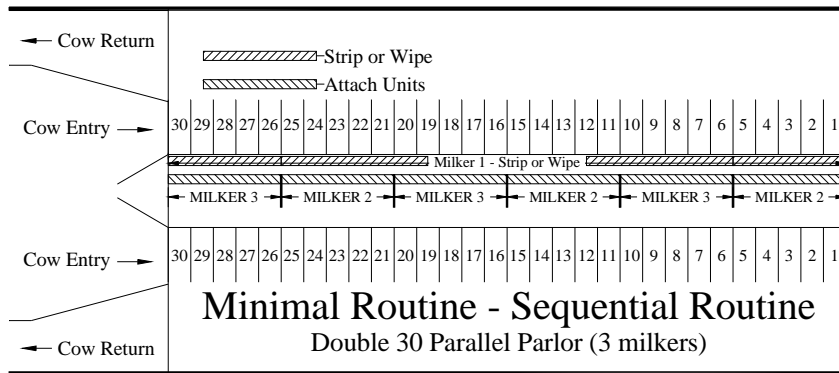 Cow Return
Strip or Wipe
Attach Units
Cow Entry
30 29 28 27 26 25 24 23 22 21 20 19 18 17 16 15 14 13 12 11 10 9 8 7 6 5 4 3 2 1
Milker 1 - Strip or Wipe
MILKER 3 MILKER 2 MILKER 3 MILKER 2 MILKER 3 MILKER 2
Cow Entry
30 29 28 27 26 25 24 23 22 21 20 19 18 17 16 15 14 13 12 11 10 9 8 7 6 5 4 3 2 1
Minimal Routine - Sequential Routine
Double 30 Parallel Parlor (3 milkers)
Cow Return